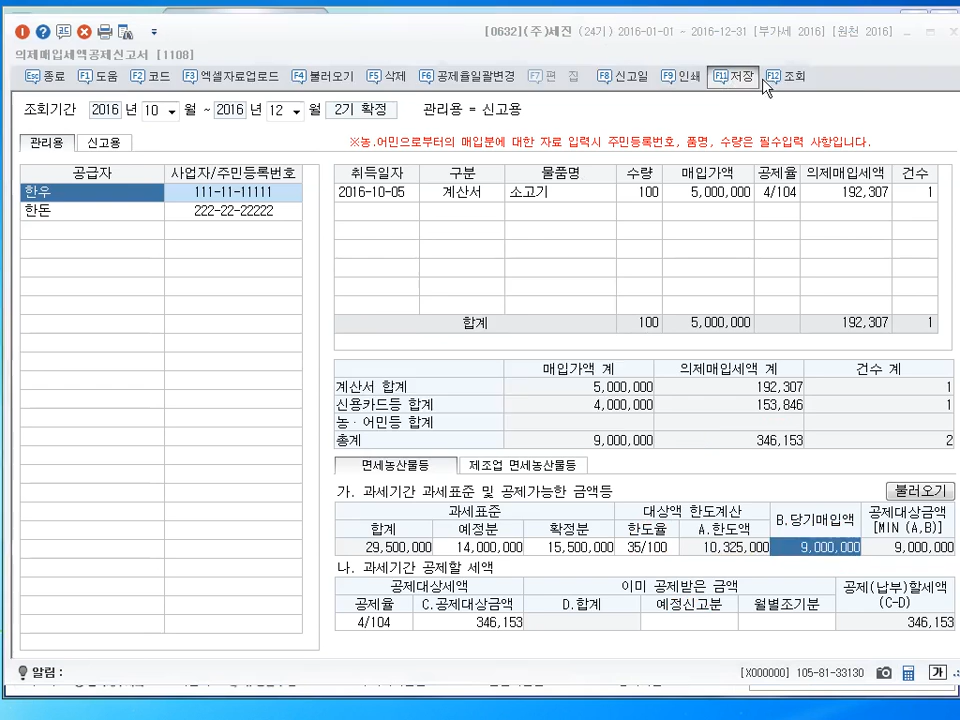 [0632](주)세진 (24기) 2016-01-01 ~ 2016-12-31 [부가세 2016] [원천 2016]
의제매입세액공제신고서 [1108]
Esc 종료 F1 도움 F2 코드 F3 엑셀자료업로드 F4 불러오기 F5 삭제 F6 공제율일괄변경 F7 편 집 F8 신고일 F9 인쇄 F11 저장 F12 조회
조회기간 2016 년 10 월 ~ 2016 년 12 월 2기 확정 관리용 = 신고용
관리용 신고용 ※농.어민으로부터의 매입분에 대한 자료 입력시 주민등록번호, 품명, 수량은 필수입력 사항입니다.
공급자 사업자/주민등록번호
한우 111-11-11111
한돈 222-22-22222
취득일자 구분 물품명 수량 매입가액 공제율 의제매입세액 건수
2016-10-05 계산서 소고기 100 5,000,000 4/104 192,307 1
합계 100 5,000,000 192,307 1
매입가액 계 의제매입세액 계 건수 계
계산서 합계 5,000,000 192,307 1
신용카드등 합계 4,000,000 153,846 1
농·어민등 합계
총계 9,000,000 346,153 2
면세농산물등 제조업 면세농산물등
가. 과세기간 과세표준 및 공제가능한 금액등 불러오기
과세표준 대상액 한도계산 B.당기매입액 공제대상금액
합계 예정분 확정분 한도율 A.한도액 [MIN (A,B)]
29,500,000 14,000,000 15,500,000 35/100 10,325,000 9,000,000 9,000,000
나. 과세기간 공제할 세액
공제대상세액 이미 공제받은 금액 공제(납부)할세액
공제율 C.공제대상금액 D.합계 예정신고분 월별조기분 (C-D)
4/104 346,153 346,153
알림 : [X000000] 105-81-33130 가